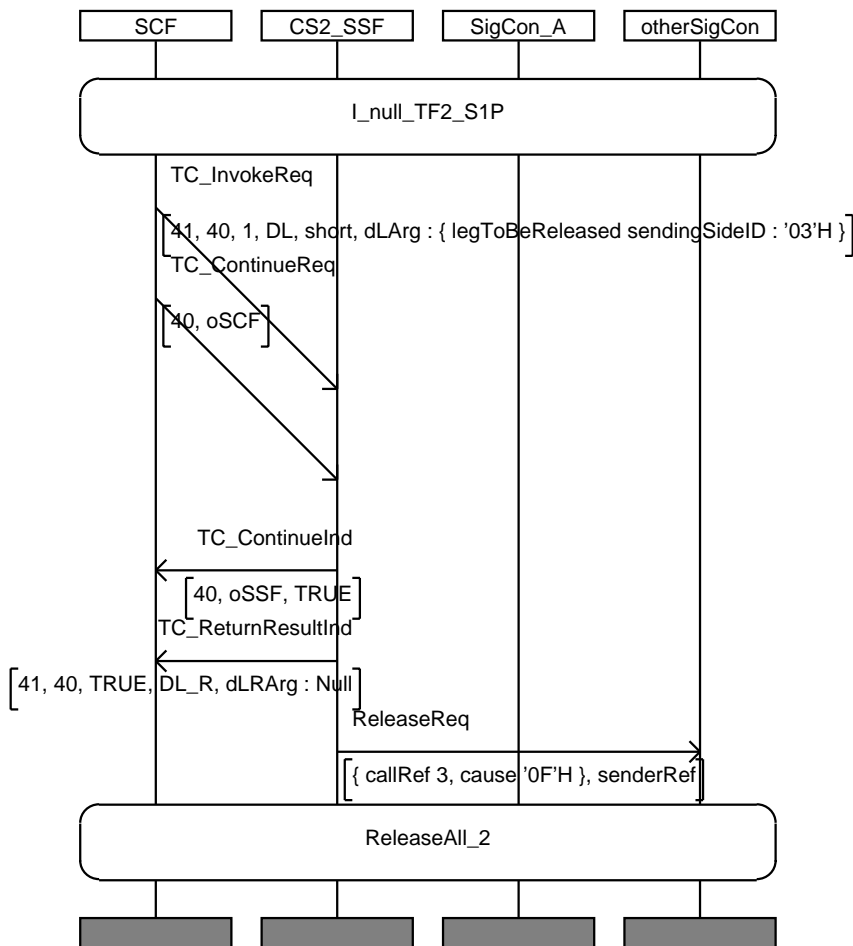 SCF CS2_SSF SigCon_A otherSigCon
I_null_TF2_S1P
TC_InvokeReq
41, 40, 1, DL, short, dLArg : { legToBeReleased sendingSideID : '03'H }
TC_ContinueReq
40, oSCF
TC_ContinueInd
40, oSSF, TRUE
TC_ReturnResultInd
41, 40, TRUE, DL_R, dLRArg : Null
ReleaseReq
{ callRef 3, cause '0F'H }, senderRef
ReleaseAll_2